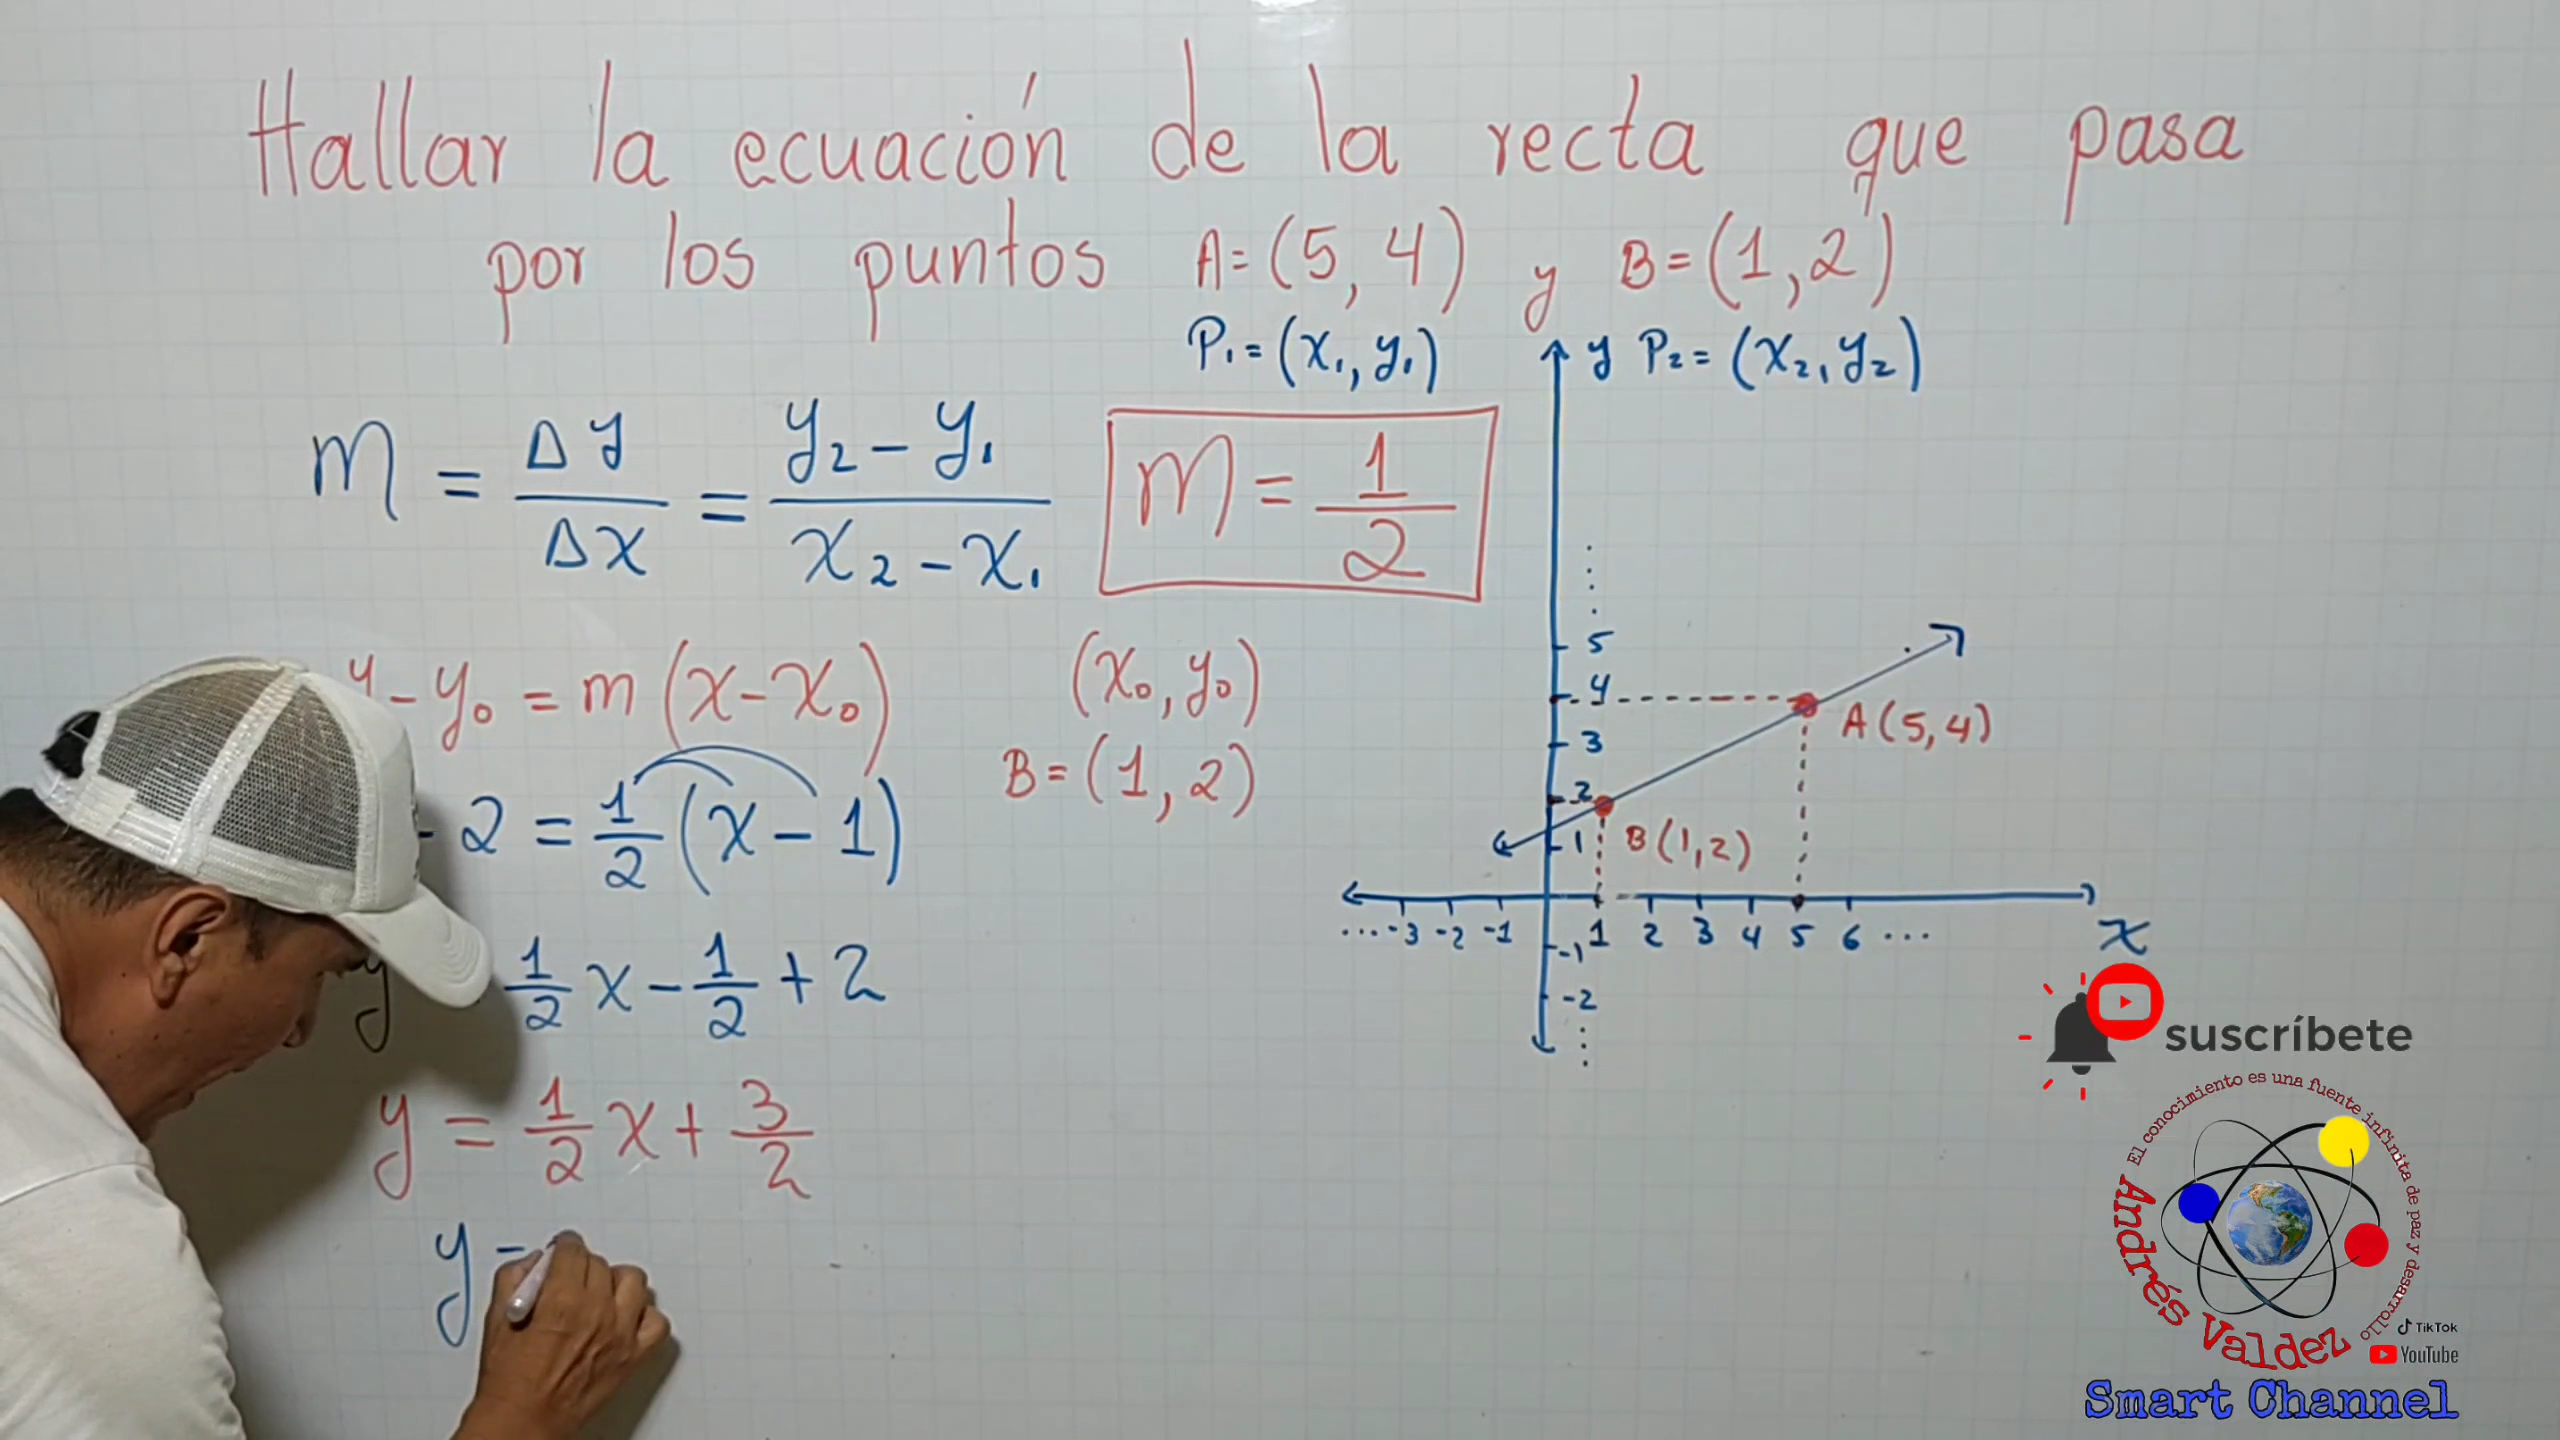 Hallar la ecuación de la recta que pasa
por los puntos A=(5,4) y B=(1,2)
P₁=(x₁,y₁) y P₂=(x₂,y₂)
m = Δy/Δx = (y₂-y₁)/(x₂-x₁) m = 1/2
y-y₀ = m(x-x₀) (x₀,y₀)
B=(1,2)
- 2 = 1/2(x-1)
y 1/2x - 1/2 + 2
y = 1/2x + 3/2
y =
5
4
3
2
1
-1
-2
A(5,4)
B(1,2)
...-3 -2 -1 1 2 3 4 5 6 ...
x
suscríbete
El conocimiento es una fuente infinita de paz y desarrollo
Andrés Valdez
TikTok
YouTube
Smart Channel